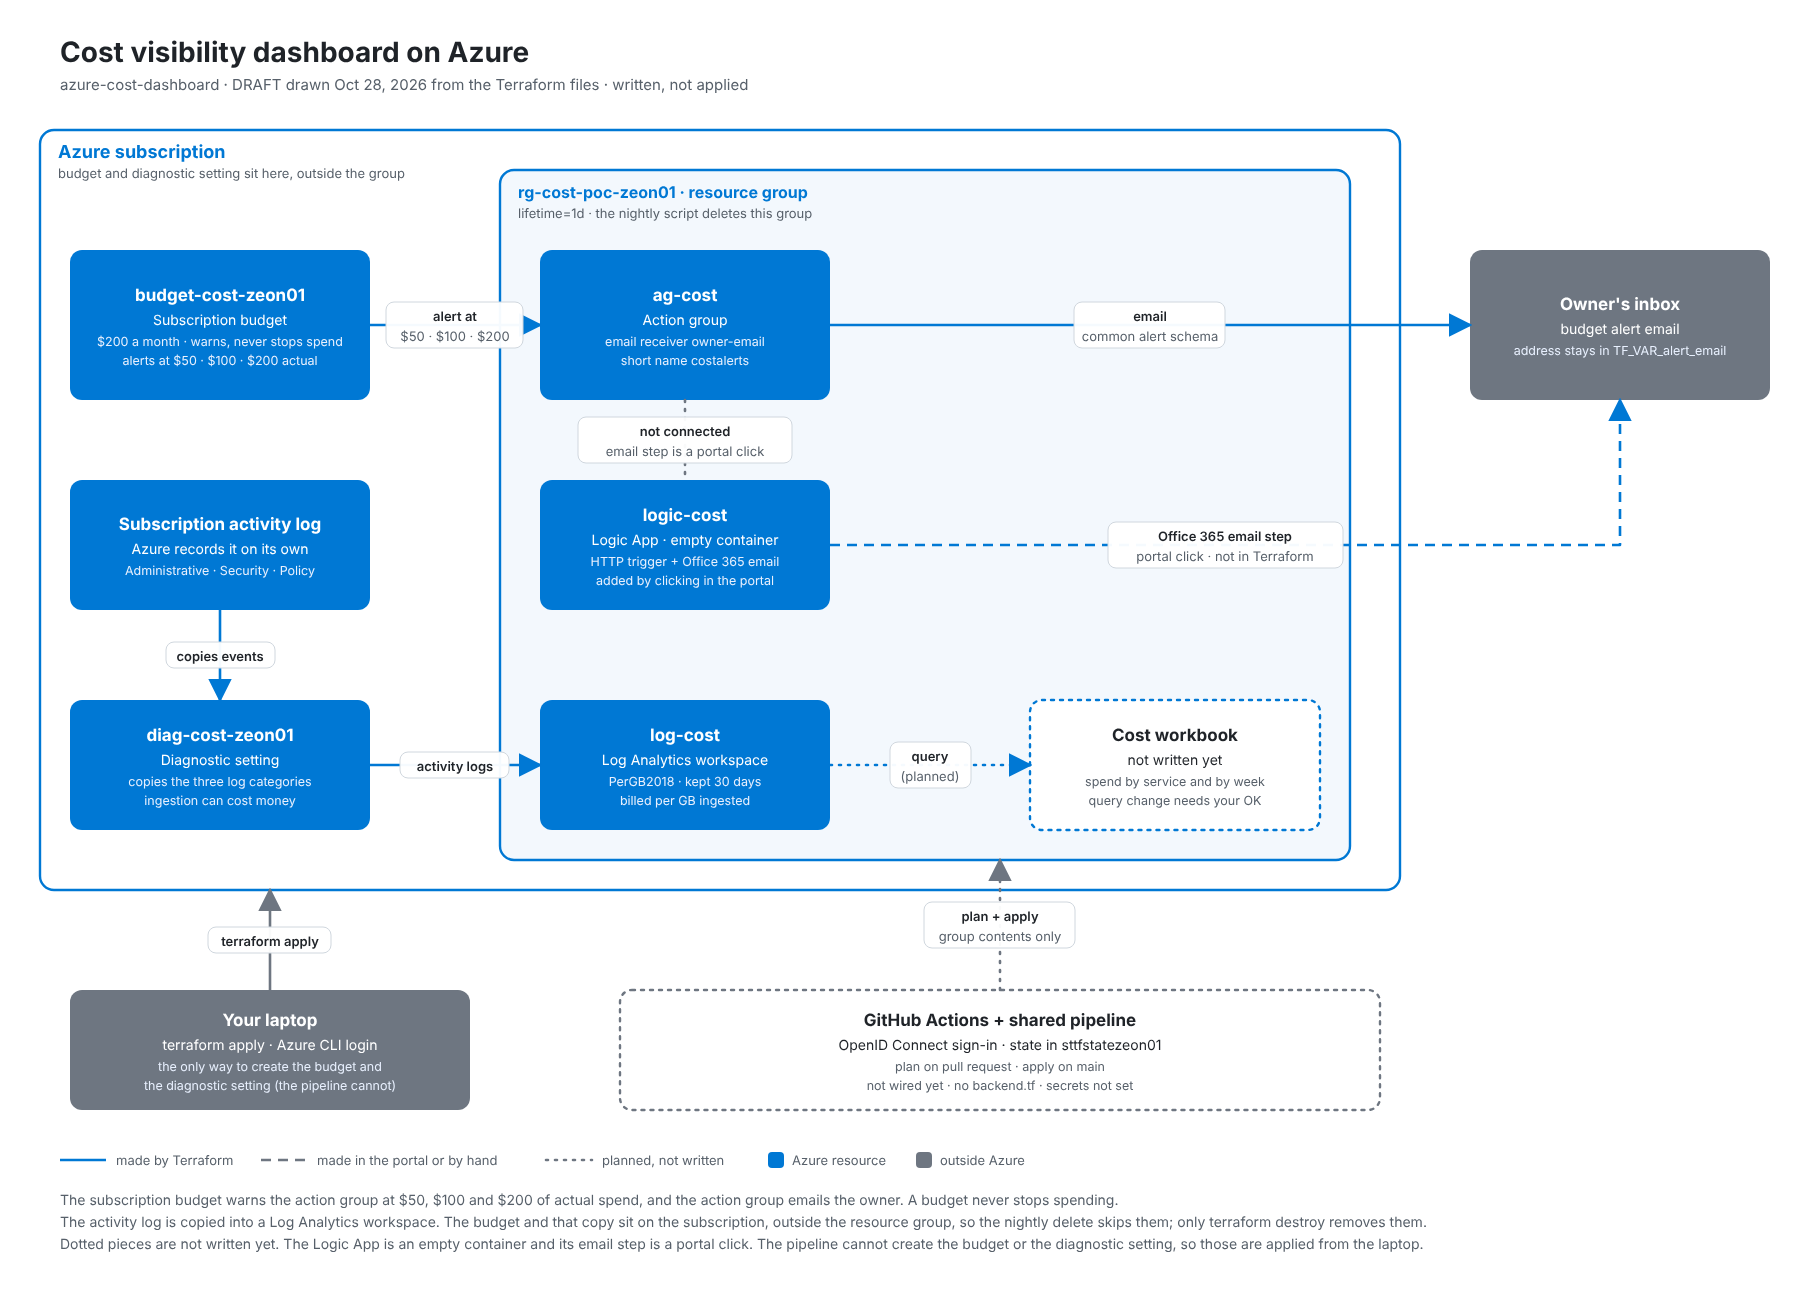 Cost visibility dashboard on Azure
azure-cost-dashboard · DRAFT drawn Oct 28, 2026 from the Terraform files · written, not applied
Azure subscription
budget and diagnostic setting sit here, outside the group
rg-cost-poc-zeon01 · resource group
lifetime=1d · the nightly script deletes this group
budget-cost-zeon01
Subscription budget
$200 a month · warns, never stops spend
alerts at $50 · $100 · $200 actual
alert at
$50 · $100 · $200
ag-cost
Action group
email receiver owner-email
short name costalerts
email
common alert schema
Owner's inbox
budget alert email
address stays in TF_VAR_alert_email
not connected
email step is a portal click
Subscription activity log
Azure records it on its own
Administrative · Security · Policy
logic-cost
Logic App · empty container
HTTP trigger + Office 365 email
added by clicking in the portal
Office 365 email step
portal click · not in Terraform
copies events
diag-cost-zeon01
Diagnostic setting
copies the three log categories
ingestion can cost money
activity logs
log-cost
Log Analytics workspace
PerGB2018 · kept 30 days
billed per GB ingested
query
(planned)
Cost workbook
not written yet
spend by service and by week
query change needs your OK
terraform apply
plan + apply
group contents only
Your laptop
terraform apply · Azure CLI login
the only way to create the budget and
the diagnostic setting (the pipeline cannot)
GitHub Actions + shared pipeline
OpenID Connect sign-in · state in sttfstatezeon01
plan on pull request · apply on main
not wired yet · no backend.tf · secrets not set
made by Terraform
made in the portal or by hand
planned, not written
Azure resource
outside Azure
The subscription budget warns the action group at $50, $100 and $200 of actual spend, and the action group emails the owner. A budget never stops spending.
The activity log is copied into a Log Analytics workspace. The budget and that copy sit on the subscription, outside the resource group, so the nightly delete skips them; only terraform destroy removes them.
Dotted pieces are not written yet. The Logic App is an empty container and its email step is a portal click. The pipeline cannot create the budget or the diagnostic setting, so those are applied from the laptop.